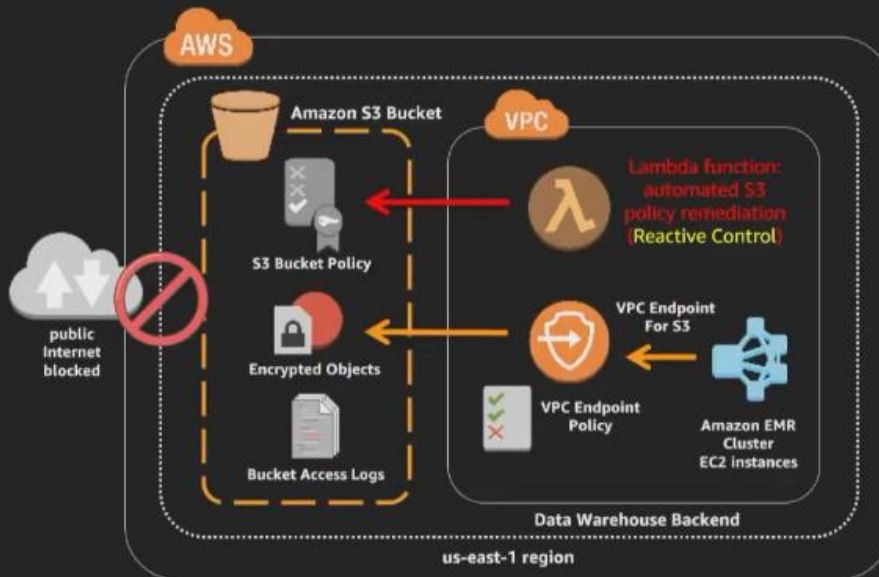 AWS
Amazon S3 Bucket
VPC
Lambda function:
automated S3
policy remediation
(Reactive Control)
S3 Bucket Policy
public
Internet
blocked
VPC Endpoint
For S3
Encrypted Objects
VPC Endpoint
Policy
Amazon EMR
Cluster
EC2 instances
Bucket Access Logs
Data Warehouse Backend
us-east-1 region